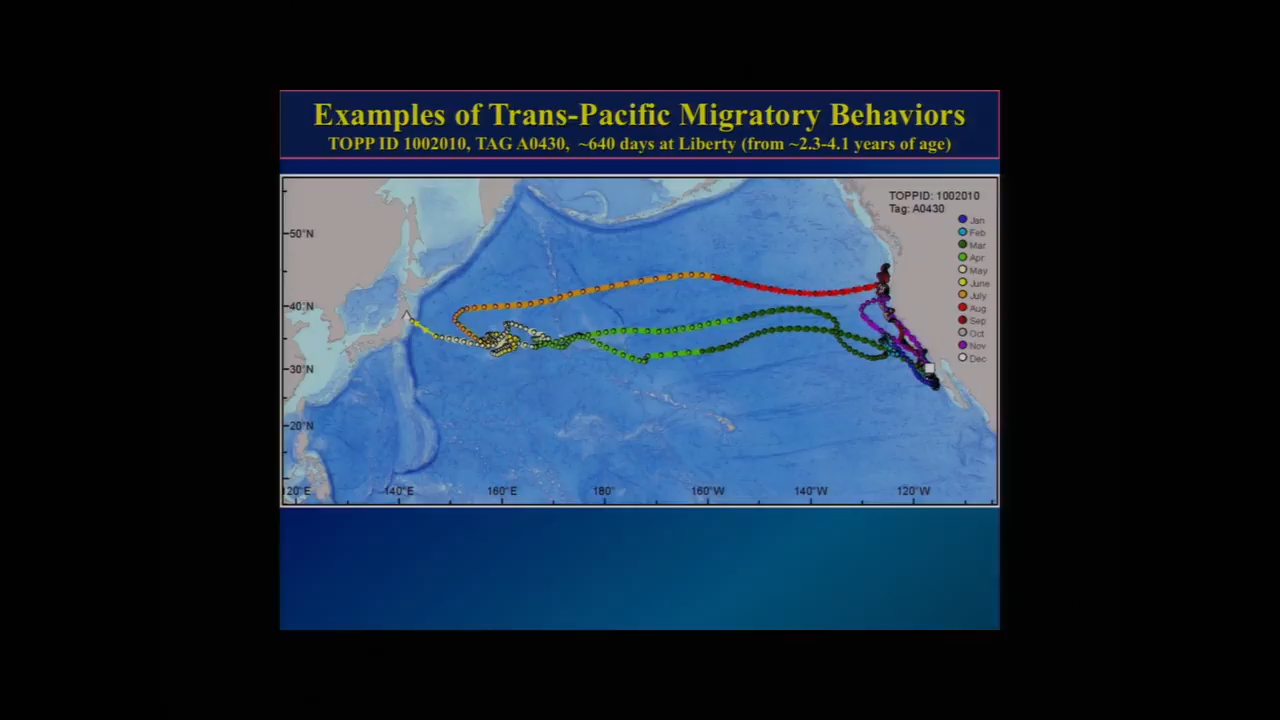 Examples of Trans-Pacific Migratory Behaviors
TOPP ID 1002010, TAG A0430, ~640 days at Liberty (from ~2.3-4.1 years of age)
TOPPID: 1002010
Tag: A0430
Jan
Feb
Mar
Apr
May
June
July
Aug
Sep
Oct
Nov
Dec
50°N
40°N
30°N
20°N
120°E 140°E 160°E 180° 160°W 140°W 120°W